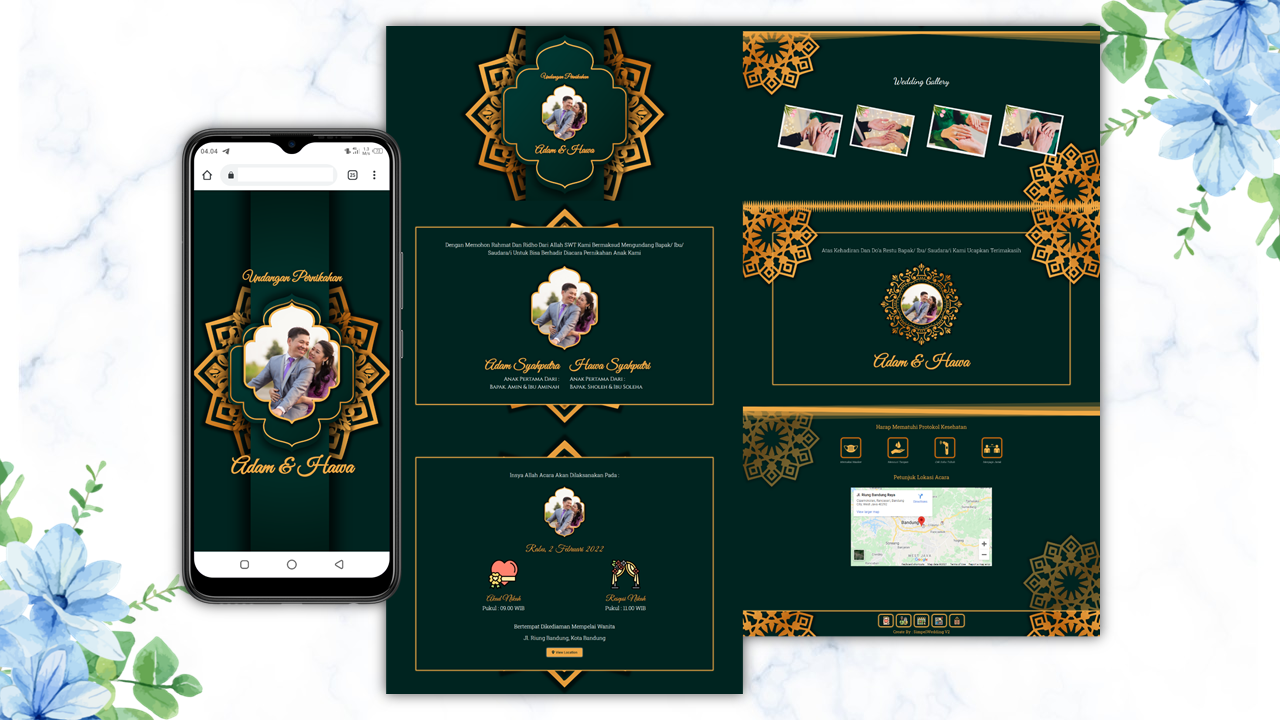 04.04
25
Undangan Pernikahan
Adam & Hawa
Undangan Pernikahan
Adam & Hawa
Dengan Memohon Rahmat Dan Ridho Dari Allah SWT Kami Bermaksud Mengundang Bapak/ Ibu/
Saudara/i Untuk Bisa Berhadir Diacara Pernikahan Anak Kami
Adam Syahputra
Hawa Syahputri
Anak Pertama Dari :
Bapak. Amin & Ibu Aminah
Anak Pertama Dari :
Bapak. Sholeh & Ibu Soleha
Insya Allah Acara Akan Dilaksanakan Pada :
Rabu, 2 Februari 2022
Akad Nikah
Pukul : 09.00 WIB
Resepsi Nikah
Pukul : 11.00 WIB
Bertempat Dikediaman Mempelai Wanita
Jl. Riung Bandung, Kota Bandung
View Location
Wedding Gallery
Atas Kehadiran Dan Do'a Restu Bapak/ Ibu/ Saudara/i Kami Ucapkan Terimakasih
Adam & Hawa
Harap Mematuhi Protokol Kesehatan
Petunjuk Lokasi Acara
Jl. Riung Bandung Raya
View larger map
Bandung
WEST JAVA
Create By : SimpelWedding V2